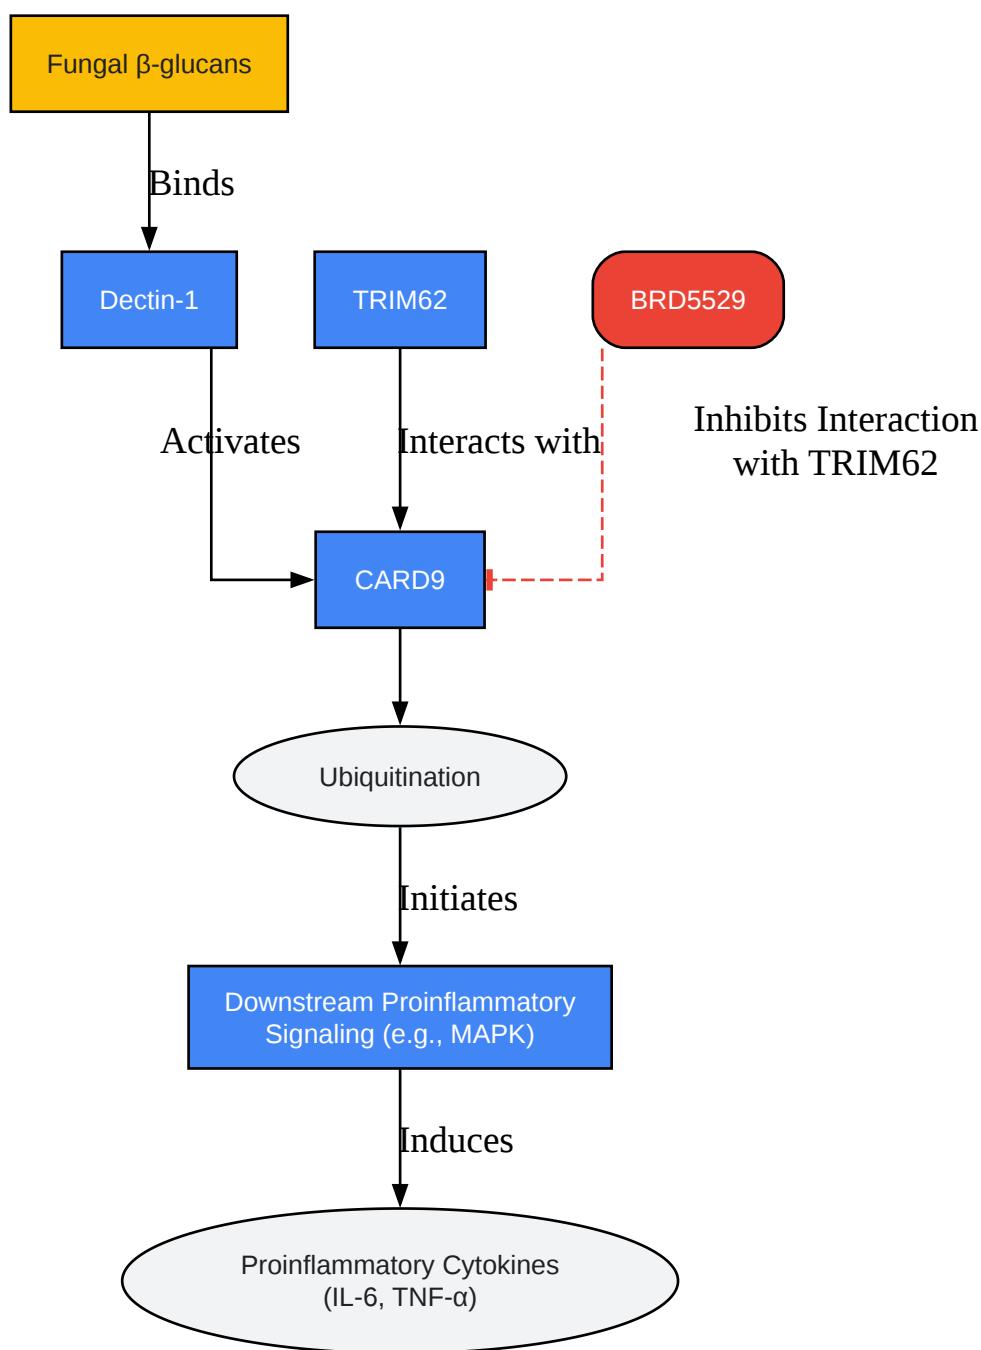 Fungal β-glucans
Binds
Dectin-1
TRIM62
BRD5529
Activates
Interacts with
Inhibits Interaction
with TRIM62
CARD9
Ubiquitination
Initiates
Downstream Proinflammatory
Signaling (e.g., MAPK)
Induces
Proinflammatory Cytokines
(IL-6, TNF-α)